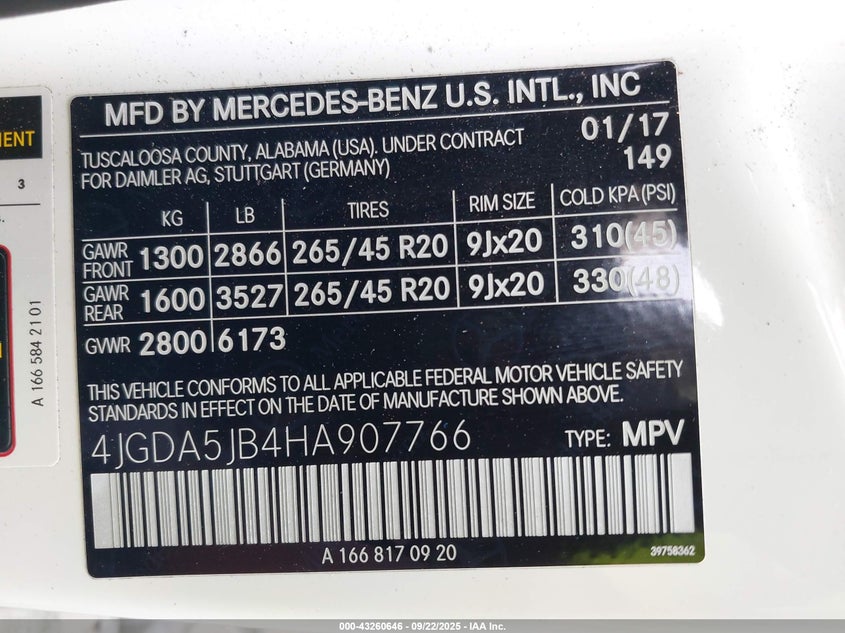 MENT
3
A 166 584 21 01
MFD BY MERCEDES-BENZ U.S. INTL., INC
TUSCALOOSA COUNTY, ALABAMA (USA). UNDER CONTRACT 01/17
FOR DAIMLER AG, STUTTGART (GERMANY) 149
KG LB TIRES RIM SIZE COLD KPA (PSI)
GAWR FRONT 1300 2866 265/45 R20 9Jx20 310(45)
GAWR REAR 1600 3527 265/45 R20 9Jx20 330(48)
GVWR 2800 6173
THIS VEHICLE CONFORMS TO ALL APPLICABLE FEDERAL MOTOR VEHICLE SAFETY
STANDARDS IN EFFECT ON THE DATE OF MANUFACTURE SHOWN ABOVE.
4JGDA5JB4HA907766 TYPE: MPV
A 166 817 09 20 39758362
000-43260646 - 09/22/2025 - IAA Inc.